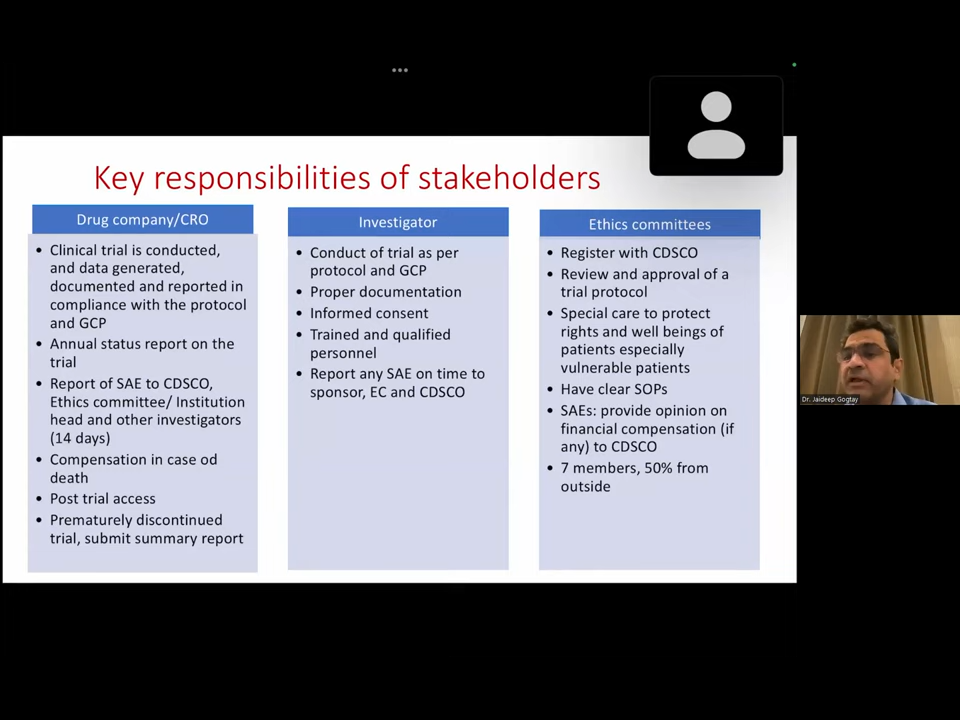 Key responsibilities of stakeholders
Drug company/CRO
• Clinical trial is conducted,
and data generated,
documented and reported in
compliance with the protocol
and GCP
• Annual status report on the
trial
• Report of SAE to CDSCO,
Ethics committee/ Institution
head and other investigators
(14 days)
• Compensation in case od
death
• Post trial access
• Prematurely discontinued
trial, submit summary report
Investigator
• Conduct of trial as per
protocol and GCP
• Proper documentation
• Informed consent
• Trained and qualified
personnel
• Report any SAE on time to
sponsor, EC and CDSCO
Ethics committees
• Register with CDSCO
• Review and approval of a
trial protocol
• Special care to protect
rights and well beings of
patients especially
vulnerable patients
• Have clear SOPs
• SAEs: provide opinion on
financial compensation (if
any) to CDSCO
• 7 members, 50% from
outside
Dr. Jaideep Gogtay